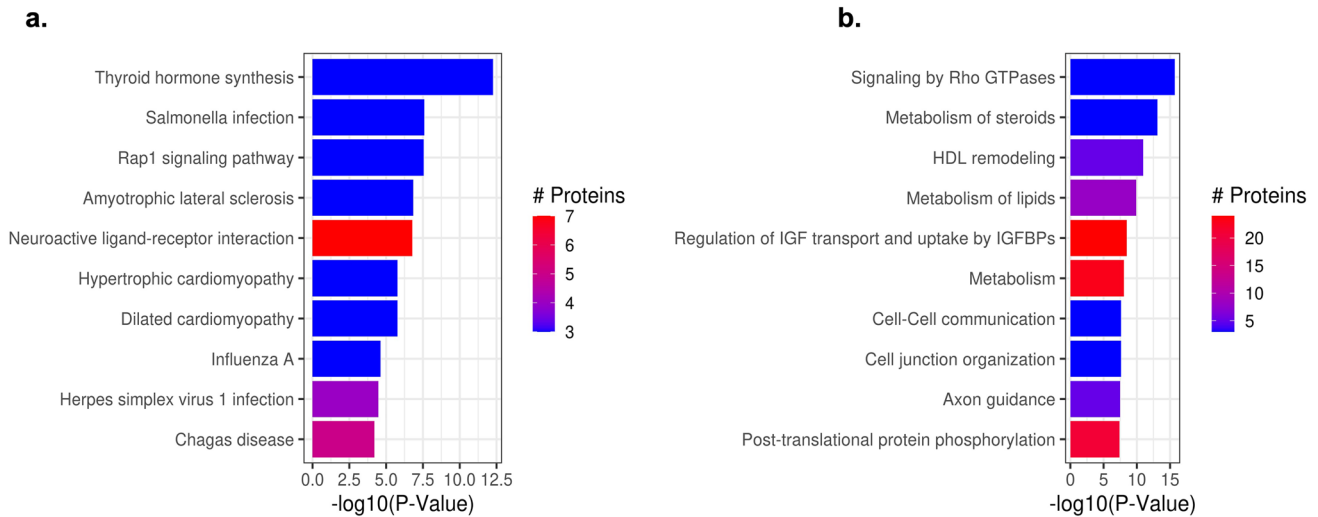 a.
Thyroid hormone synthesis
Salmonella infection
Rap1 signaling pathway
Amyotrophic lateral sclerosis
Neuroactive ligand-receptor interaction
Hypertrophic cardiomyopathy
Dilated cardiomyopathy
Influenza A
Herpes simplex virus 1 infection
Chagas disease
0.0 2.5 5.0 7.5 10.0 12.5
-log10(P-Value)
# Proteins
7
6
5
4
3
b.
Signaling by Rho GTPases
Metabolism of steroids
HDL remodeling
Metabolism of lipids
Regulation of IGF transport and uptake by IGFBPs
Metabolism
Cell-Cell communication
Cell junction organization
Axon guidance
Post-translational protein phosphorylation
0 5 10 15
-log10(P-Value)
# Proteins
20
15
10
5